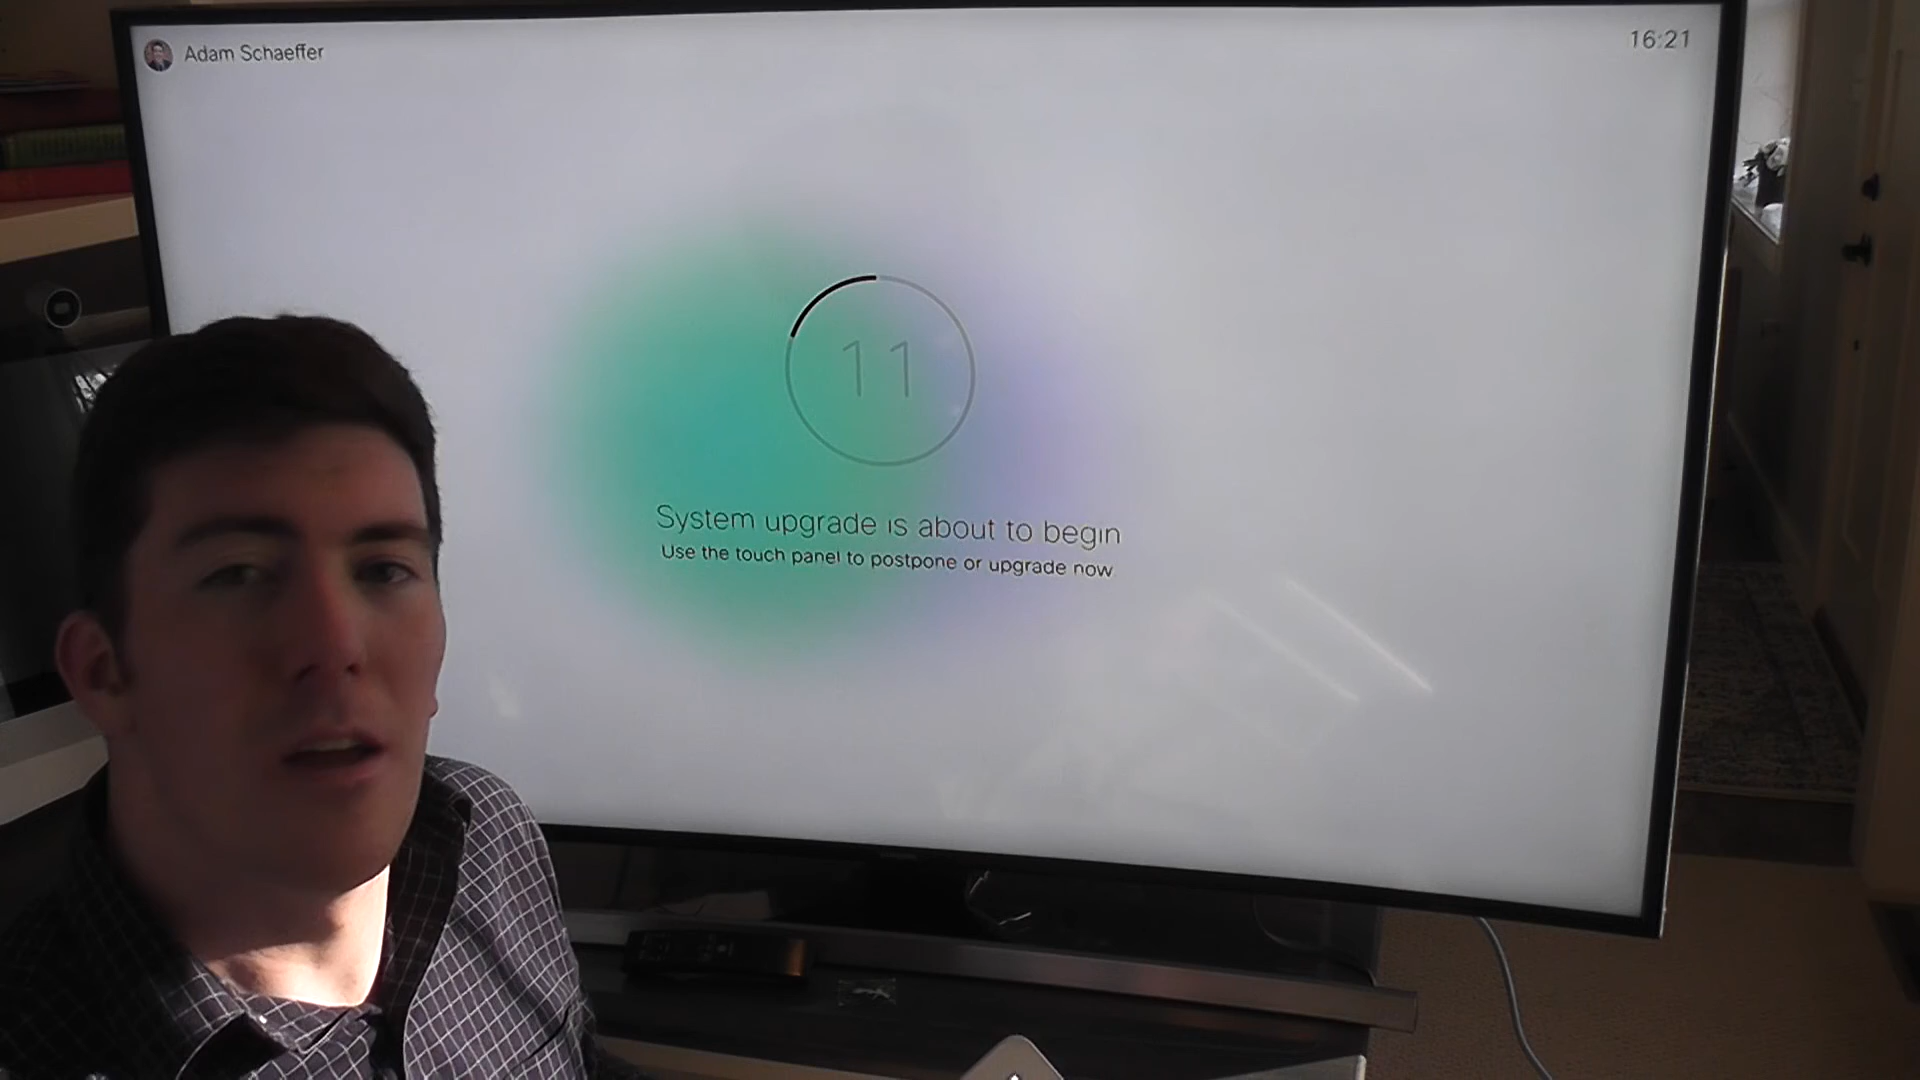 Adam Schaeffer
16:21
11
System upgrade is about to begin
Use the touch panel to postpone or upgrade now